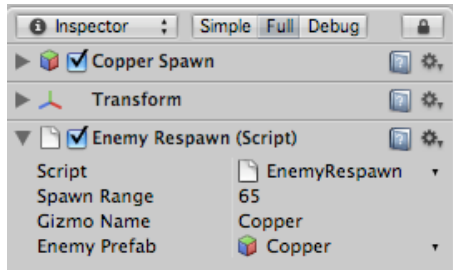 Inspector Simple Full Debug
Copper Spawn
Transform
Enemy Respawn (Script)
Script EnemyRespawn
Spawn Range 65
Gizmo Name Copper
Enemy Prefab Copper